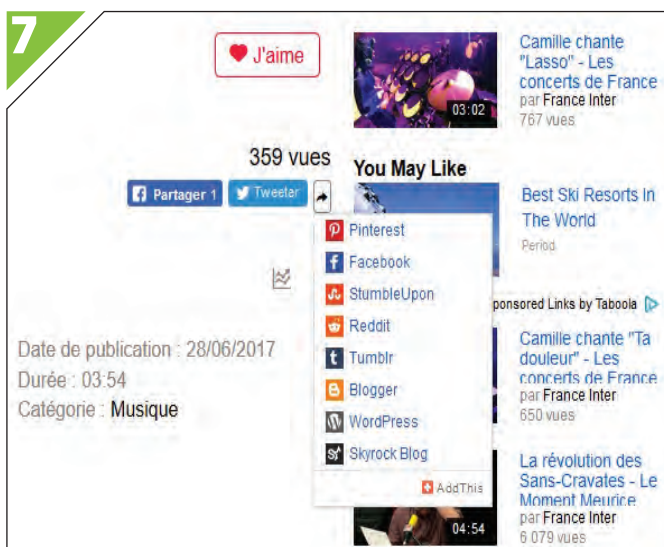 7
J'aime
359 vues
Partager 1
Tweeter
Pinterest
Facebook
StumbleUpon
Reddit
Tumblr
Blogger
WordPress
Skyrock Blog
AddThis
Date de publication : 28/06/2017
Durée : 03:54
Catégorie : Musique
03:02
Camille chante
"Lasso" - Les
concerts de France
par France Inter
767 vues
You May Like
Best Ski Resorts In
The World
Period
ponsored Links by Taboola
Camille chante "Ta
douleur" - Les
concerts de France
par France Inter
650 vues
04:54
La révolution des
Sans-Cravates - Le
Moment Meurice
par France Inter
6 079 vues